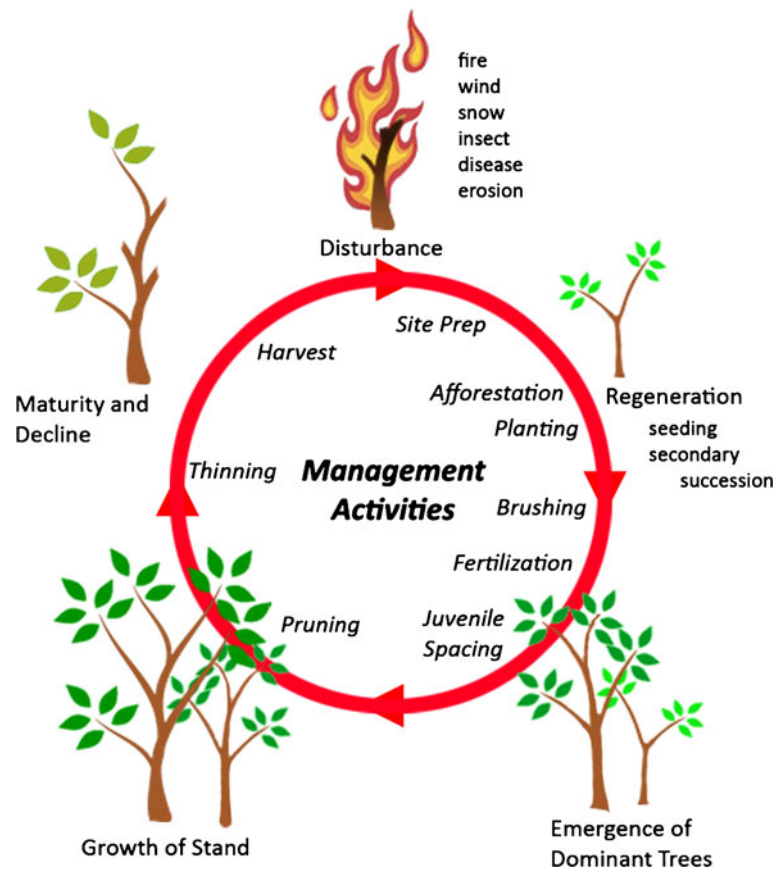 fire
wind
snow
insect
disease
erosion
Disturbance
Site Prep
Harvest
Afforestation
Planting
Regeneration
seeding
secondary
succession
Maturity and
Decline
Thinning
Management
Activities
Brushing
Fertilization
Juvenile
Spacing
Pruning
Growth of Stand
Emergence of
Dominant Trees